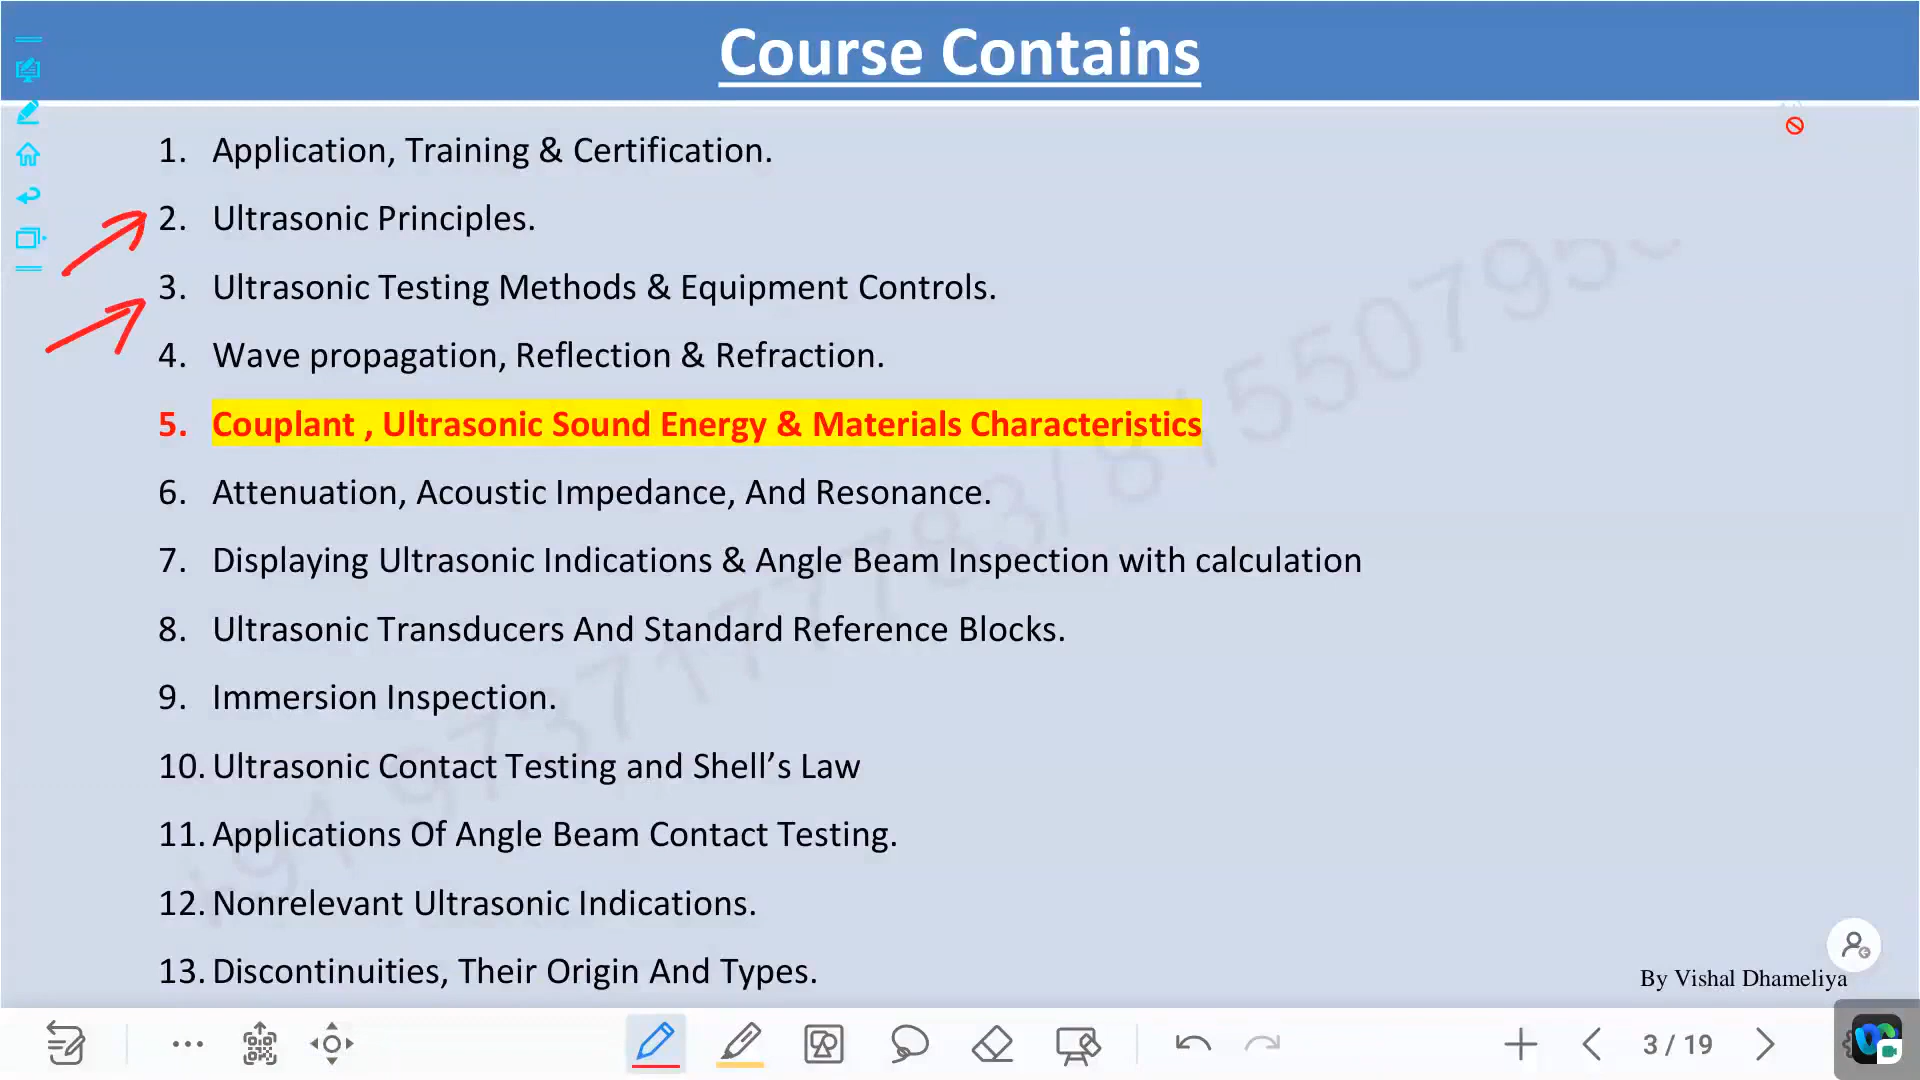 Course Contains
1. Application, Training & Certification.
2. Ultrasonic Principles.
3. Ultrasonic Testing Methods & Equipment Controls.
4. Wave propagation, Reflection & Refraction.
5. Couplant , Ultrasonic Sound Energy & Materials Characteristics
6. Attenuation, Acoustic Impedance, And Resonance.
7. Displaying Ultrasonic Indications & Angle Beam Inspection with calculation
8. Ultrasonic Transducers And Standard Reference Blocks.
9. Immersion Inspection.
10. Ultrasonic Contact Testing and Shell’s Law
11. Applications Of Angle Beam Contact Testing.
12. Nonrelevant Ultrasonic Indications.
13. Discontinuities, Their Origin And Types.
By Vishal Dhameliya
3 / 19